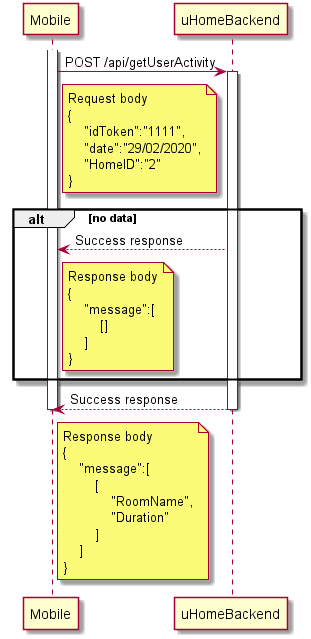 Mobile
uHomeBackend
POST /api/getUserActivity
Request body
{
"idToken":"1111",
"date":"29/02/2020",
"HomeID":"2"
}
alt
[no data]
Success response
Response body
{
"message":[
[]
]
}
Success response
Response body
{
"message":[
[
"RoomName",
"Duration"
]
]
}
Mobile
uHomeBackend